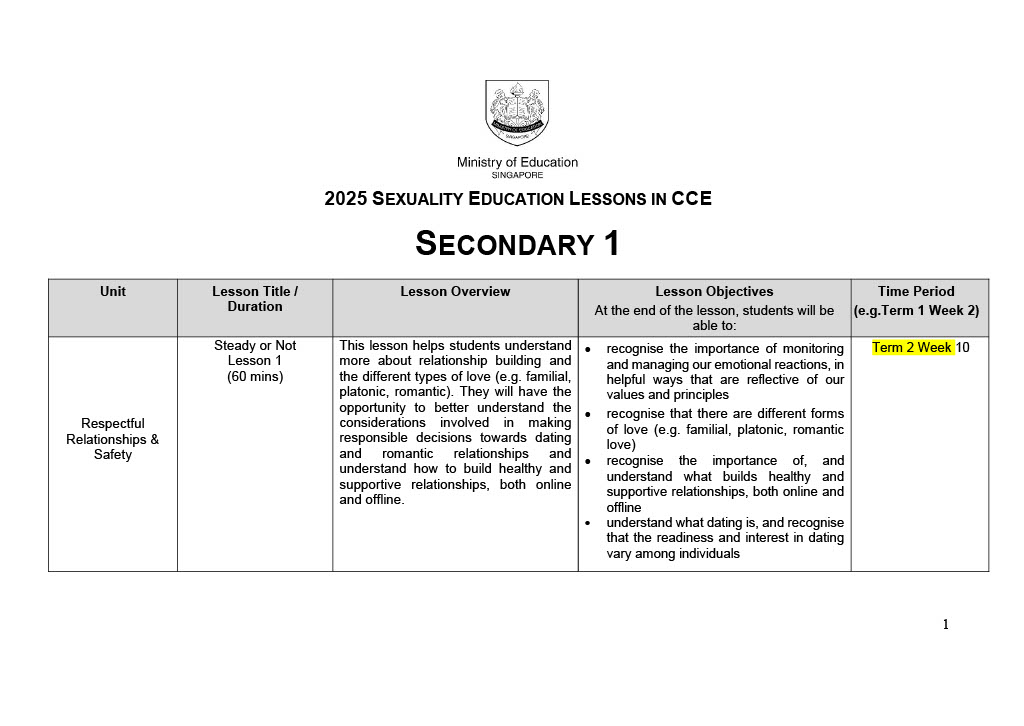 MINISTRY OF EDUCATION
SINGAPORE
Ministry of Education
SINGAPORE
2025 SEXUALITY EDUCATION LESSONS IN CCE
SECONDARY 1
Unit
Lesson Title /
Duration
Lesson Overview
Lesson Objectives
At the end of the lesson, students will be
able to:
Time Period
(e.g.Term 1 Week 2)
Respectful
Relationships &
Safety
Steady or Not
Lesson 1
(60 mins)
This lesson helps students understand
more about relationship building and
the different types of love (e.g. familial,
platonic, romantic). They will have the
opportunity to better understand the
considerations involved in making
responsible decisions towards dating
and romantic relationships and
understand how to build healthy and
supportive relationships, both online
and offline.
• recognise the importance of monitoring
and managing our emotional reactions, in
helpful ways that are reflective of our
values and principles
• recognise that there are different forms
of love (e.g. familial, platonic, romantic
love)
• recognise the importance of, and
understand what builds healthy and
supportive relationships, both online and
offline
• understand what dating is, and recognise
that the readiness and interest in dating
vary among individuals
Term 2 Week 10
1